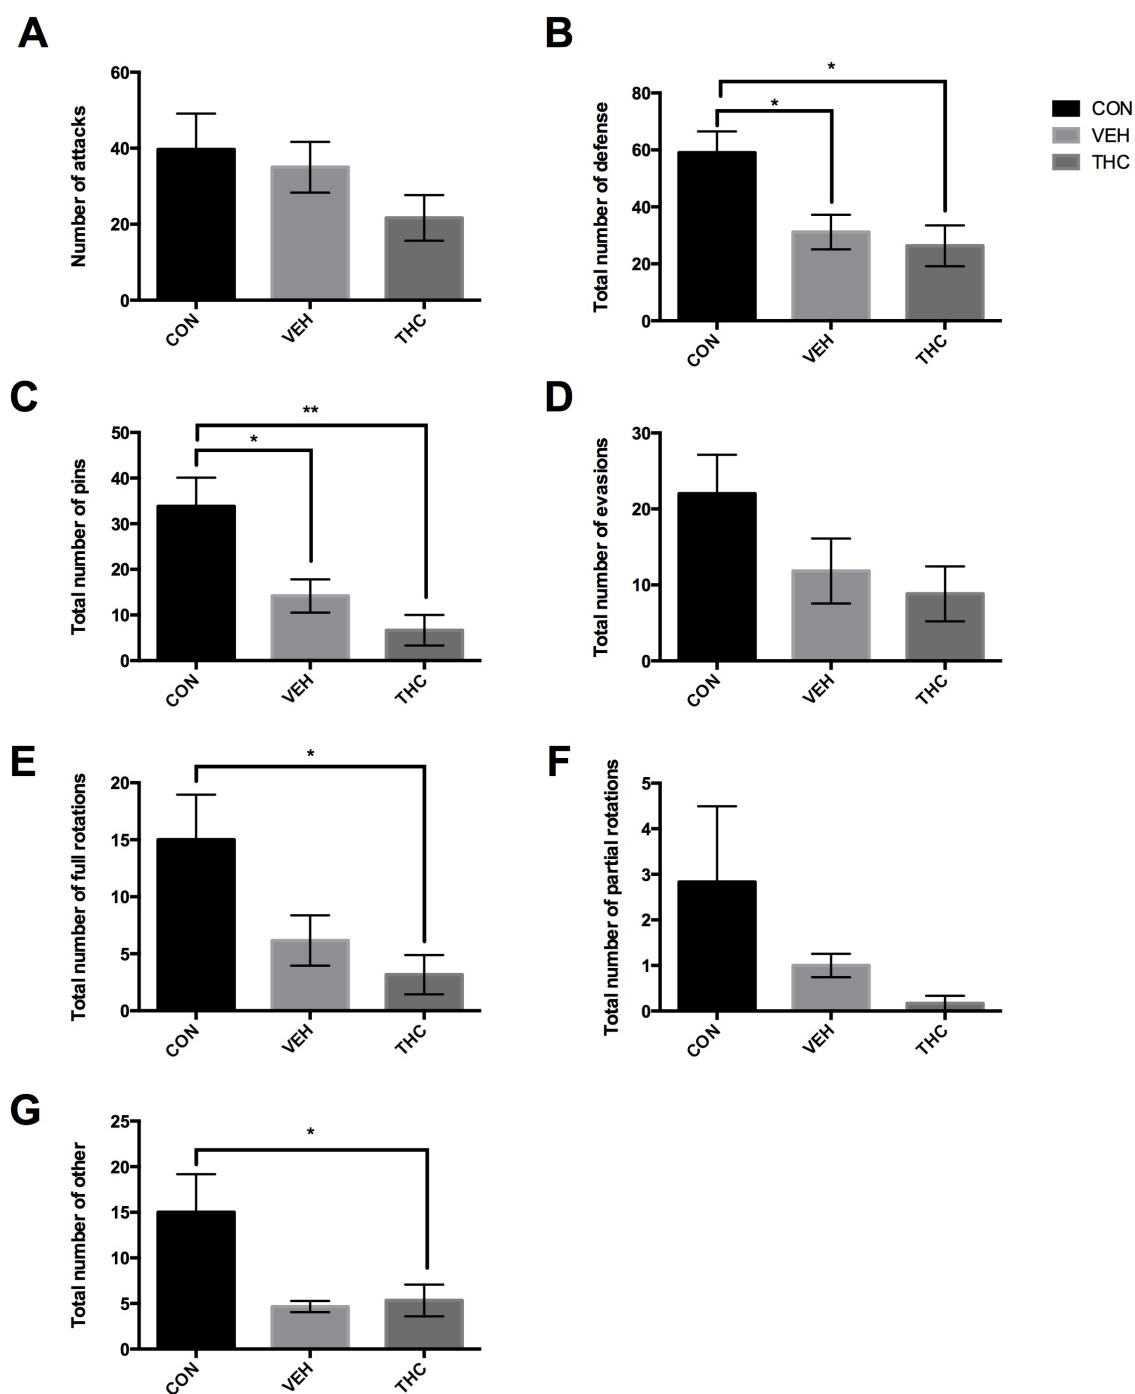 A
Number of attacks
60
40
20
0
CON
VEH
THC
B
Total number of defense
80
60
40
20
0
*
*
CON
VEH
THC
CON
VEH
THC
C
Total number of pins
50
40
30
20
10
0
**
*
CON
VEH
THC
D
Total number of evasions
30
20
10
0
CON
VEH
THC
E
Total number of full rotations
20
15
10
5
0
*
CON
VEH
THC
F
Total number of partial rotations
5
4
3
2
1
0
CON
VEH
THC
G
Total number of other
25
20
15
10
5
0
*
CON
VEH
THC